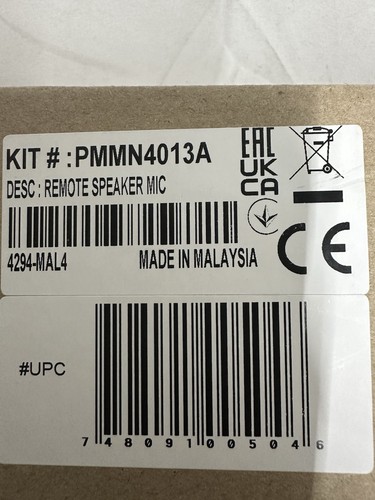 KIT # : PMMN4013A
DESC : REMOTE SPEAKER MIC
4294-MAL4
MADE IN MALAYSIA
EAC
UK
CA
CE
#UPC
7 48091 00504 6